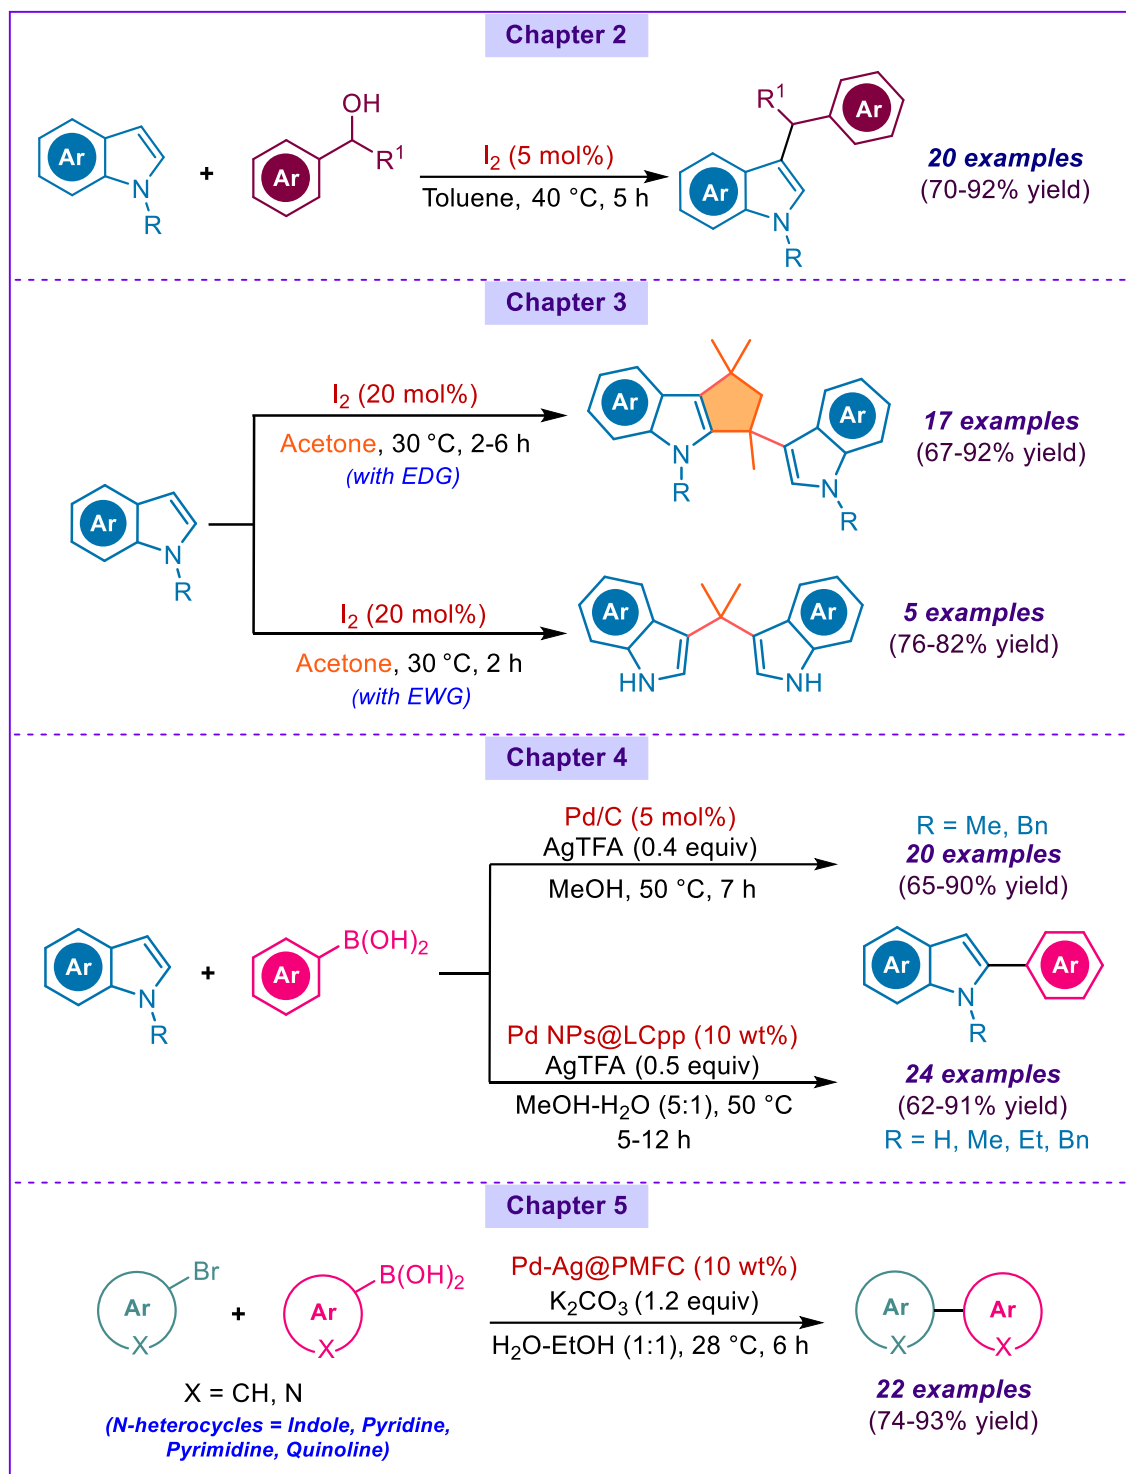 Chapter 2
Ar
N
R
+
OH
R¹
Ar
I₂ (5 mol%)
Toluene, 40 °C, 5 h
R¹
Ar
Ar
N
R
20 examples
(70-92% yield)
Chapter 3
Ar
N
R
I₂ (20 mol%)
Acetone, 30 °C, 2-6 h
(with EDG)
Ar
N
R
Ar
N
R
17 examples
(67-92% yield)
I₂ (20 mol%)
Acetone, 30 °C, 2 h
(with EWG)
Ar
HN
Ar
NH
5 examples
(76-82% yield)
Chapter 4
Ar
N
R
+
B(OH)₂
Ar
Pd/C (5 mol%)
AgTFA (0.4 equiv)
MeOH, 50 °C, 7 h
Pd NPs@LCpp (10 wt%)
AgTFA (0.5 equiv)
MeOH-H₂O (5:1), 50 °C
5-12 h
R = Me, Bn
20 examples
(65-90% yield)
Ar
N
R
Ar
24 examples
(62-91% yield)
R = H, Me, Et, Bn
Chapter 5
Br
Ar
X
+
B(OH)₂
Ar
X
X = CH, N
(N-heterocycles = Indole, Pyridine,
Pyrimidine, Quinoline)
Pd-Ag@PMFC (10 wt%)
K₂CO₃ (1.2 equiv)
H₂O-EtOH (1:1), 28 °C, 6 h
Ar
X
Ar
X
22 examples
(74-93% yield)